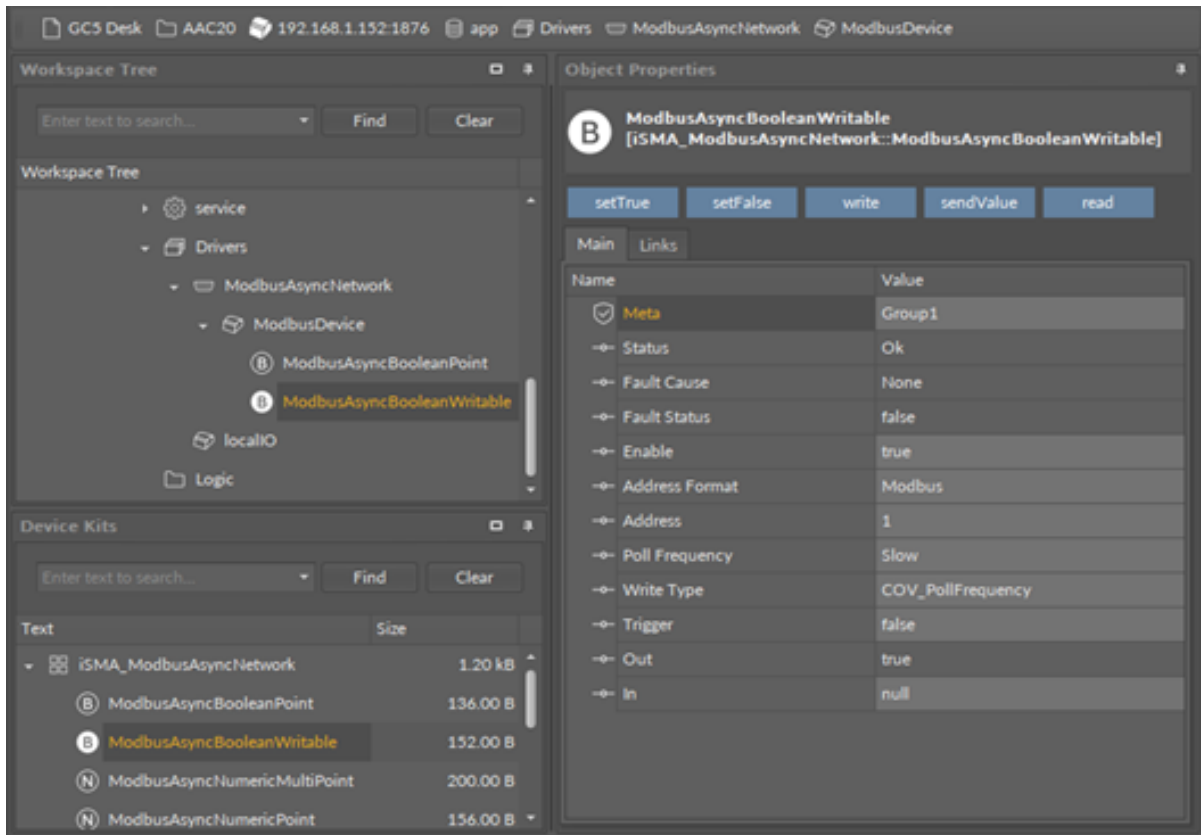 GC5 Desk AAC20 192.168.1.152:1876 app Drivers ModbusAsyncNetwork ModbusDevice
Workspace Tree
Enter text to search... Find Clear
Workspace Tree
service
Drivers
ModbusAsyncNetwork
ModbusDevice
B ModbusAsyncBooleanPoint
B ModbusAsyncBooleanWritable
localIO
Logic
Device Kits
Enter text to search... Find Clear
Text Size
iSMA_ModbusAsyncNetwork 1.20 kB
B ModbusAsyncBooleanPoint 136.00 B
B ModbusAsyncBooleanWritable 152.00 B
N ModbusAsyncNumericMultiPoint 200.00 B
N ModbusAsyncNumericPoint 156.00 B
Object Properties
B ModbusAsyncBooleanWritable
[iSMA_ModbusAsyncNetwork::ModbusAsyncBooleanWritable]
setTrue setFalse write sendValue read
Main Links
Name Value
Meta Group1
Status Ok
Fault Cause None
Fault Status false
Enable true
Address Format Modbus
Address 1
Poll Frequency Slow
Write Type COV_PollFrequency
Trigger false
Out true
In null